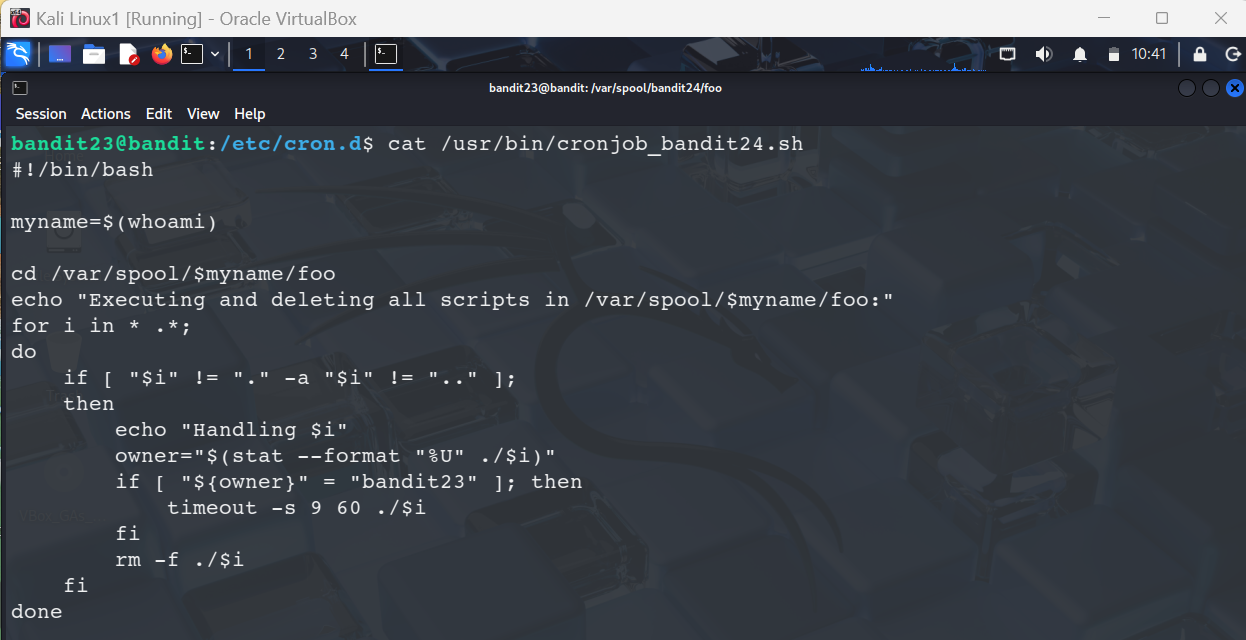 Kali Linux1 [Running] - Oracle VirtualBox
1 2 3 4 10:41
bandit23@bandit: /var/spool/bandit24/foo
Session Actions Edit View Help
bandit23@bandit:/etc/cron.d$ cat /usr/bin/cronjob_bandit24.sh
#!/bin/bash
myname=$(whoami)
cd /var/spool/$myname/foo
echo "Executing and deleting all scripts in /var/spool/$myname/foo:"
for i in * .*;
do
    if [ "$i" != "." -a "$i" != ".." ];
    then
        echo "Handling $i"
        owner="$(stat --format "%U" ./$i)"
        if [ "${owner}" = "bandit23" ]; then
            timeout -s 9 60 ./$i
        fi
        rm -f ./$i
    fi
done